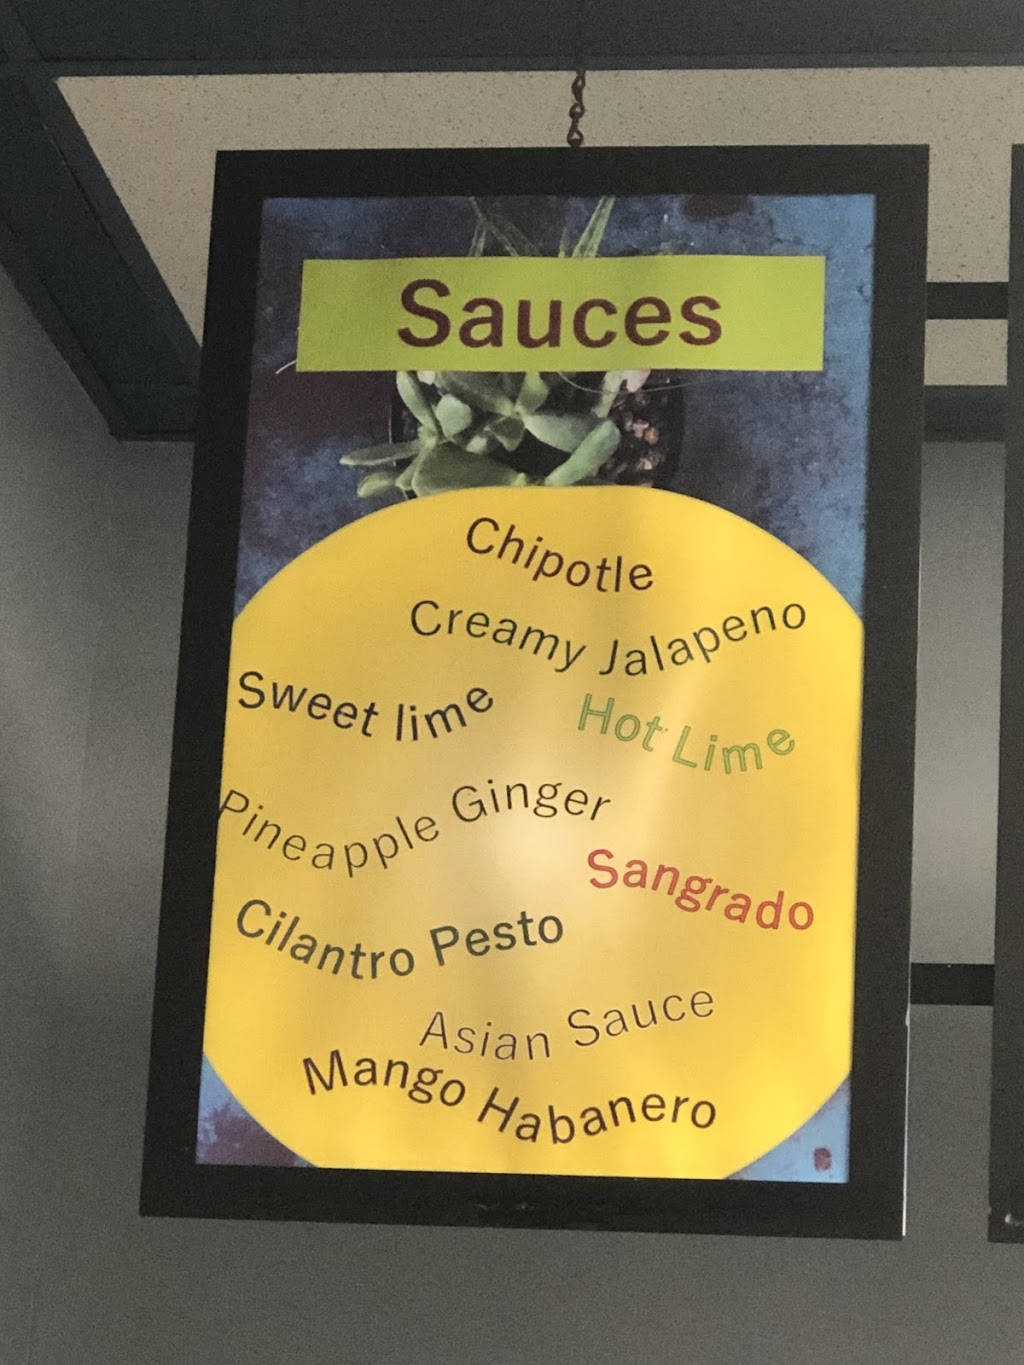 Sauces
Chipotle
Creamy Jalapeno
Sweet lime
Hot Lime
Pineapple Ginger
Sangrado
Cilantro Pesto
Asian Sauce
Mango Habanero